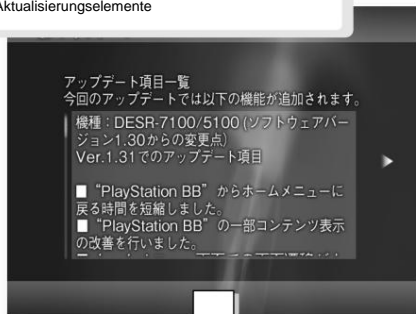 Aktualisierungselemente
アップデート項目一覧
今回のアップデートでは以下の機能が追加されます。
機種：DESR-7100/5100 (ソフトウェアバー
ジョン1.30からの変更点)
Ver.1.31でのアップデート項目
■ “PlayStation BB” からホームメニューに
戻る時間を短縮しました。
■ “PlayStation BB” の一部コンテンツ表示
の改善を行いました。